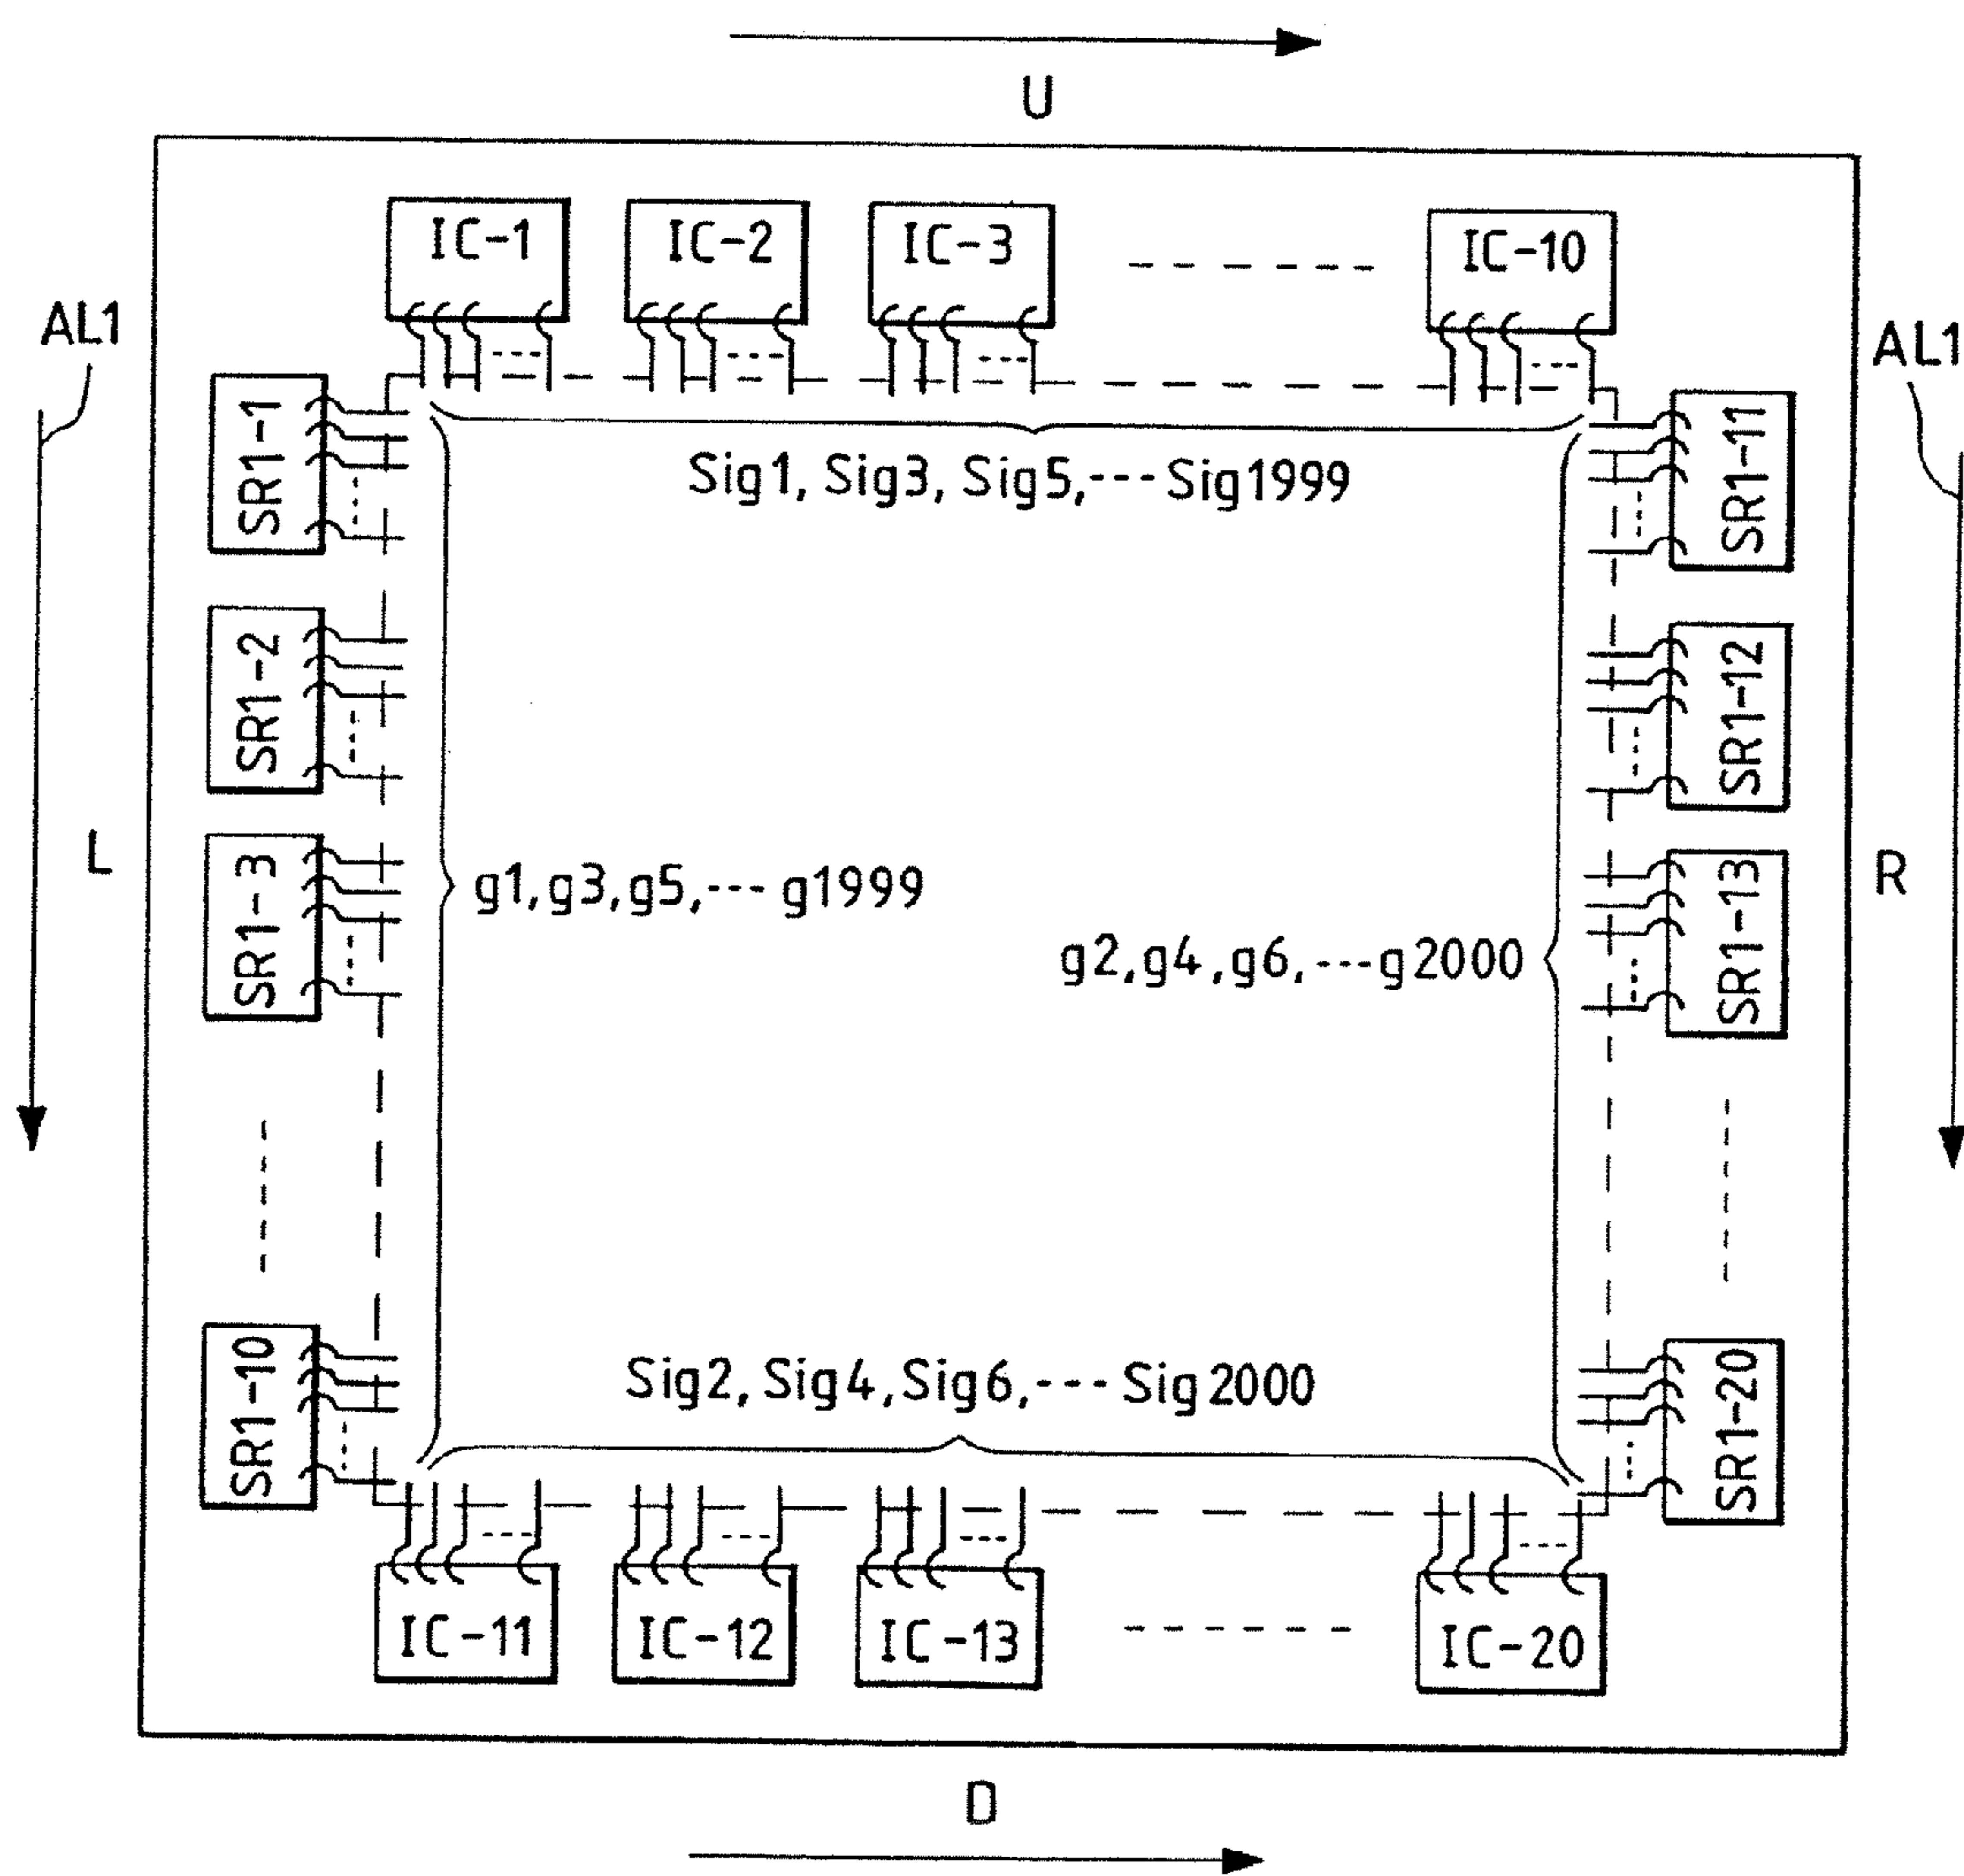 U
IC-1 IC-2 IC-3 IC-10
AL1
AL1
SR1-1
SR1-11
Sig1, Sig3, Sig5,--- Sig1999
SR1-2
SR1-12
L
R
SR1-3
SR1-13
g1,g3,g5,--- g1999
g2,g4,g6,---g2000
SR1-10
SR1-20
Sig2, Sig4, Sig6,--- Sig2000
IC-11 IC-12 IC-13 IC-20
D